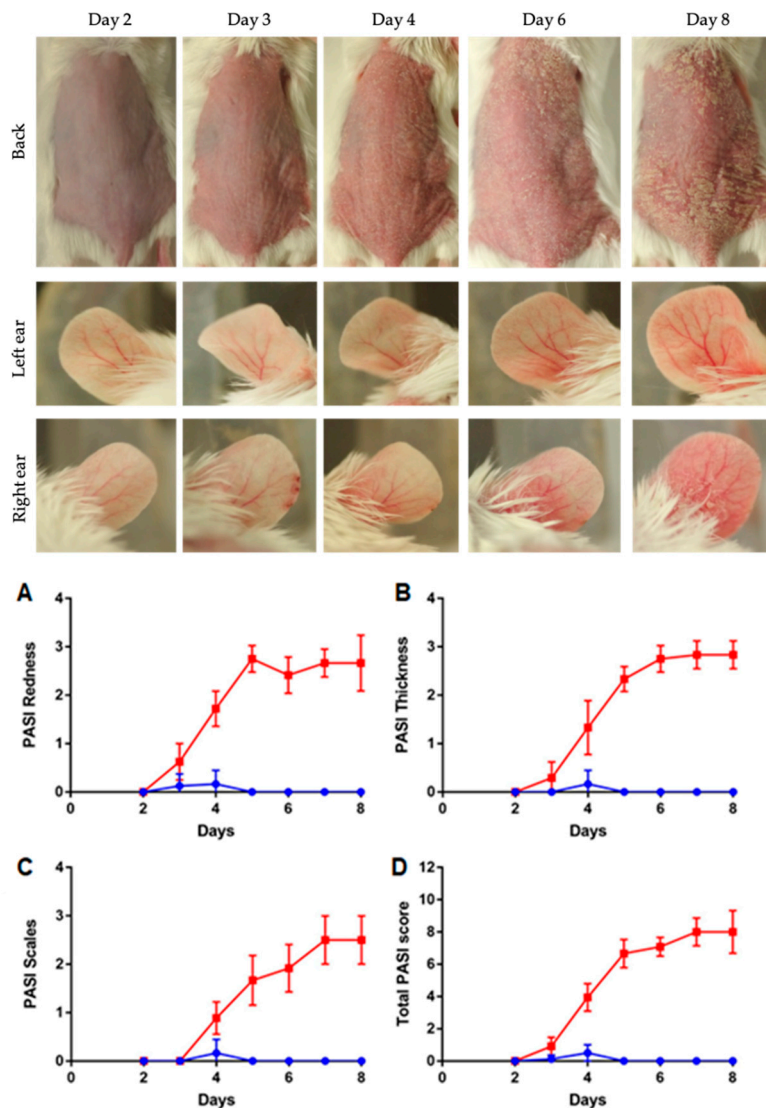 Day 2 Day 3 Day 4 Day 6 Day 8
Back
Left ear
Right ear
A
PASI Redness
4
3
2
1
0
0 2 4 6 8
Days
B
PASI Thickness
4
3
2
1
0
0 2 4 6 8
Days
C
PASI Scales
4
3
2
1
0
0 2 4 6 8
Days
D
Total PASI score
12
10
8
6
4
2
0
0 2 4 6 8
Days